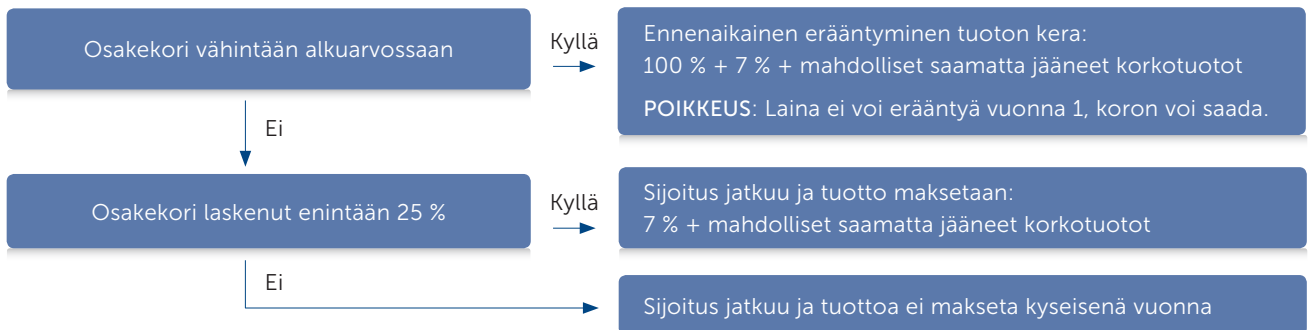 Osakekori vähintään alkuarvossaan
Kyllä
Ennenaikainen erääntyminen tuoton kera:
100 % + 7 % + mahdolliset saamatta jääneet korkotuotot
POIKKEUS: Laina ei voi erääntyä vuonna 1, koron voi saada.
Ei
Osakekori laskenut enintään 25 %
Kyllä
Sijoitus jatkuu ja tuotto maksetaan:
7 % + mahdolliset saamatta jääneet korkotuotot
Ei
Sijoitus jatkuu ja tuottoa ei makseta kyseisenä vuonna